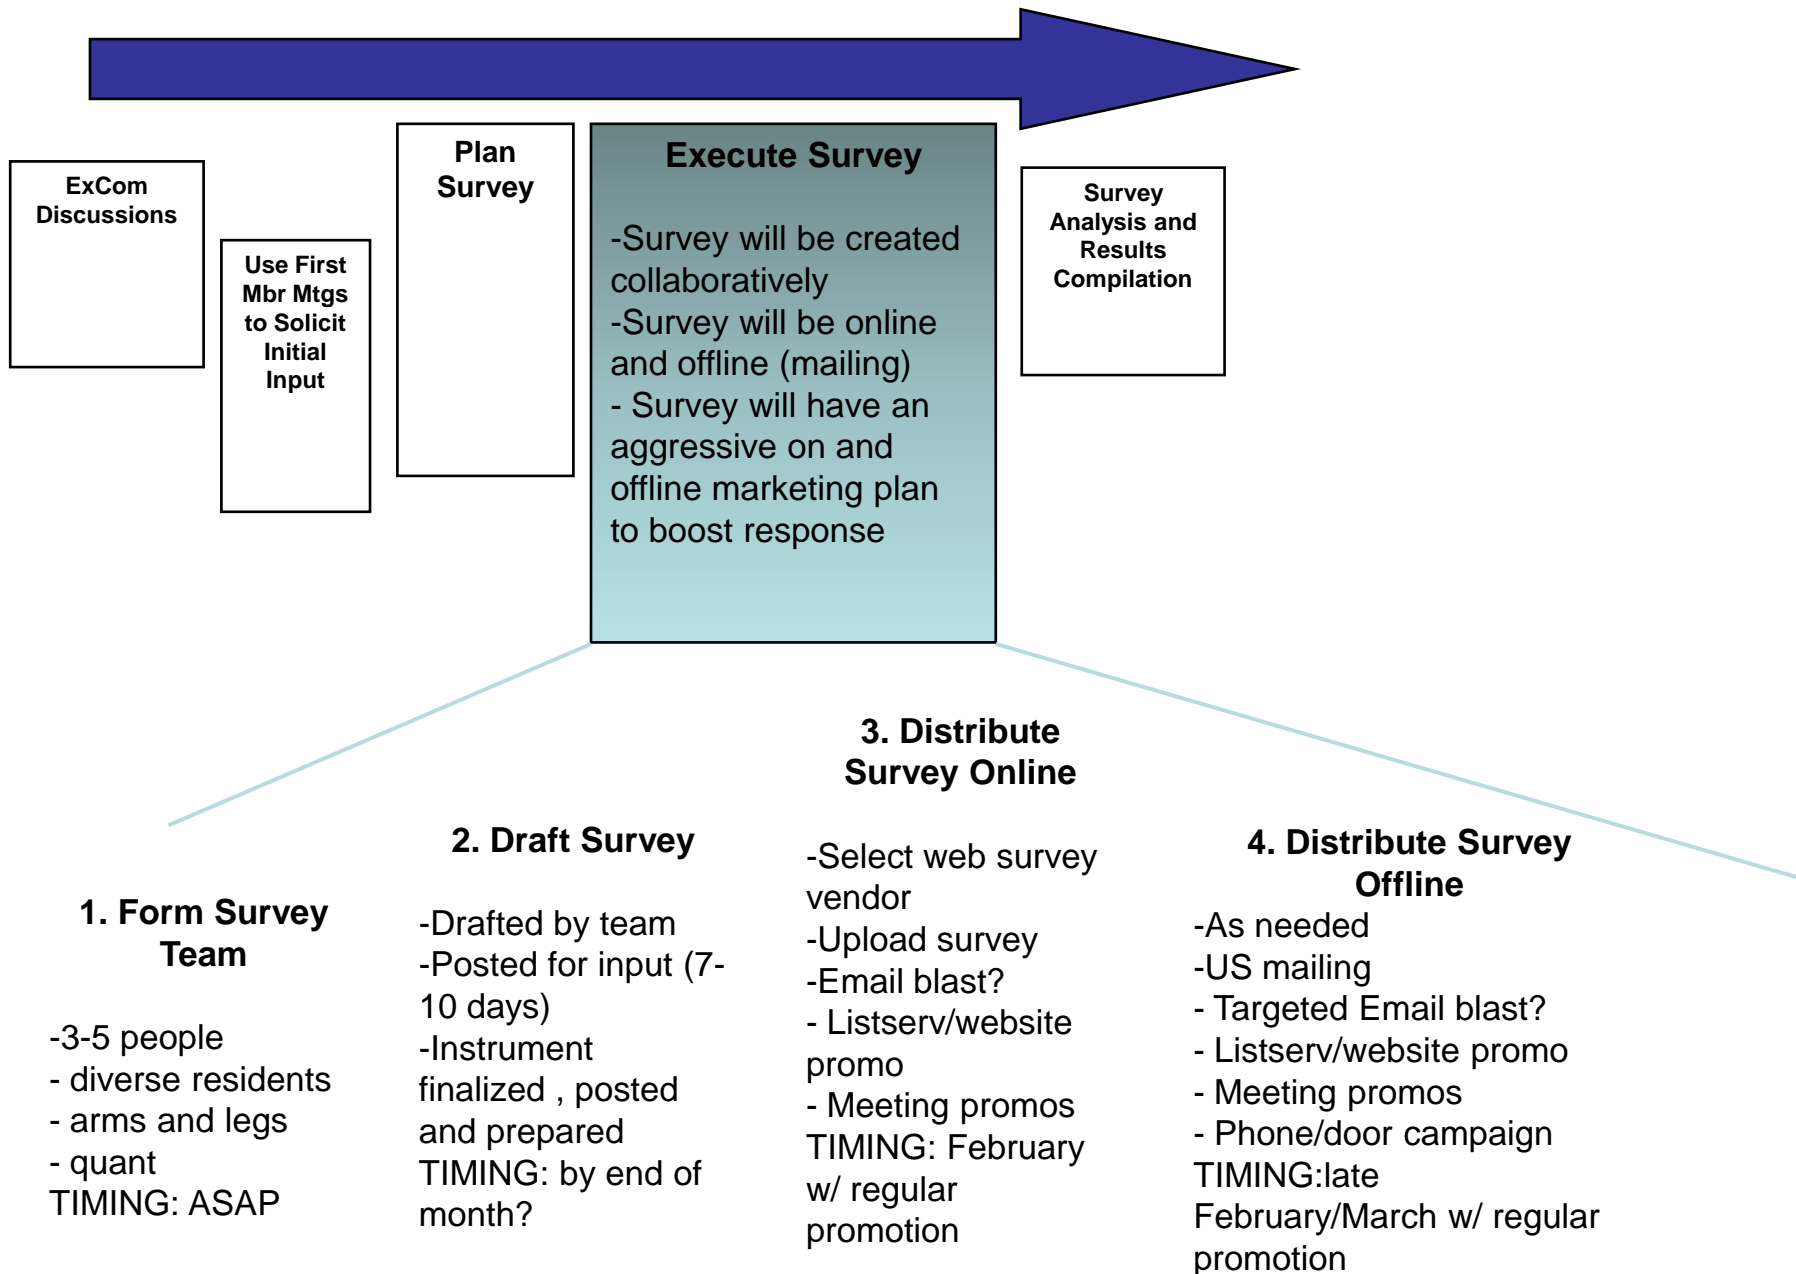 ExCom
Discussions
Use First
Mbr Mtgs
to Solicit
Initial
Input
Plan
Survey
Execute Survey
-Survey will be created
collaboratively
-Survey will be online
and offline (mailing)
- Survey will have an
aggressive on and
offline marketing plan
to boost response
Survey
Analysis and
Results
Compilation
1. Form Survey
Team
-3-5 people
- diverse residents
- arms and legs
- quant
TIMING: ASAP
2. Draft Survey
-Drafted by team
-Posted for input (7-
10 days)
-Instrument
finalized , posted
and prepared
TIMING: by end of
month?
3. Distribute
Survey Online
-Select web survey
vendor
-Upload survey
-Email blast?
- Listserv/website
promo
- Meeting promos
TIMING: February
w/ regular
promotion
4. Distribute Survey
Offline
-As needed
-US mailing
- Targeted Email blast?
- Listserv/website promo
- Meeting promos
- Phone/door campaign
TIMING:late
February/March w/ regular
promotion